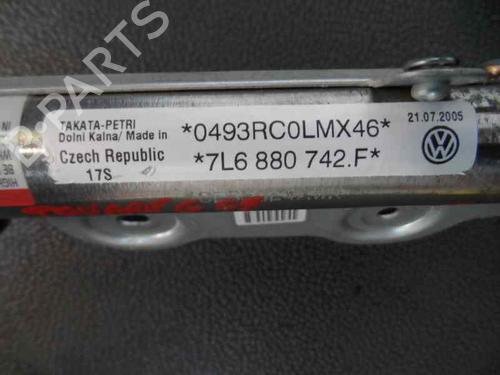 TAKATA-PETRI
Dolni Kalna/ Made in
Czech Republic
17S
*0493RC0LMX46*
*7L6 880 742.F*
21.07.2005
PARTS